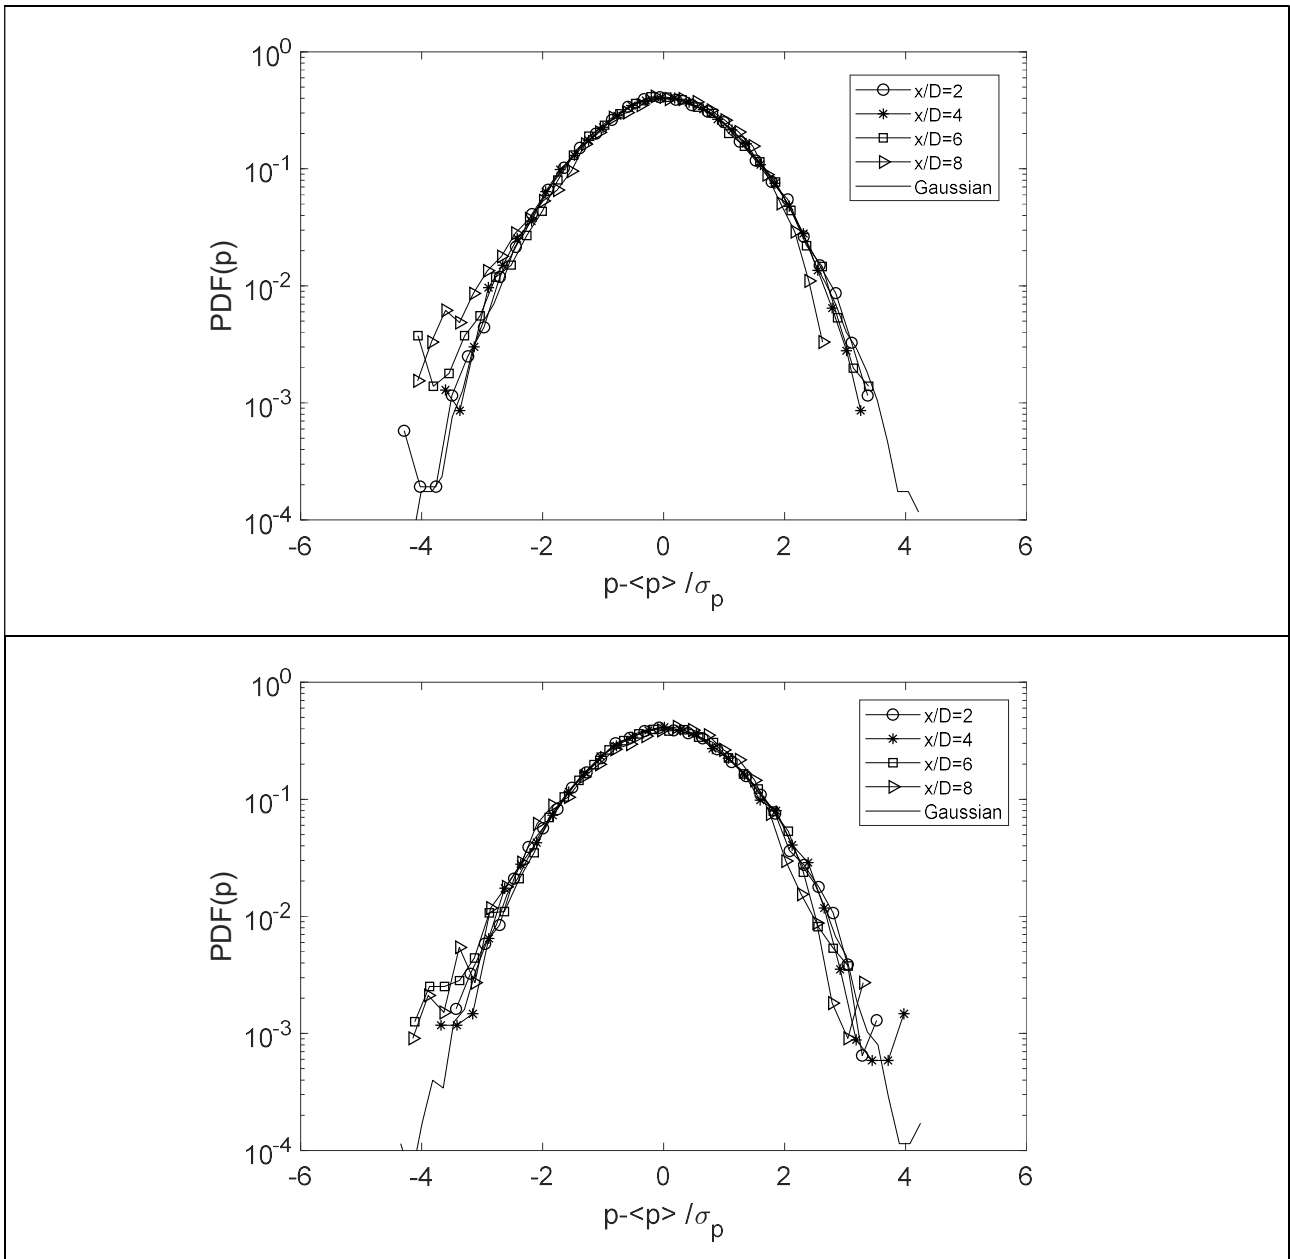 10^0
10^-1
10^-2
10^-3
10^-4
PDF(p)
-6 -4 -2 0 2 4 6
p-<p> /σ_p
x/D=2
x/D=4
x/D=6
x/D=8
Gaussian
10^0
10^-1
10^-2
10^-3
10^-4
PDF(p)
-6 -4 -2 0 2 4 6
p-<p> /σ_p
x/D=2
x/D=4
x/D=6
x/D=8
Gaussian